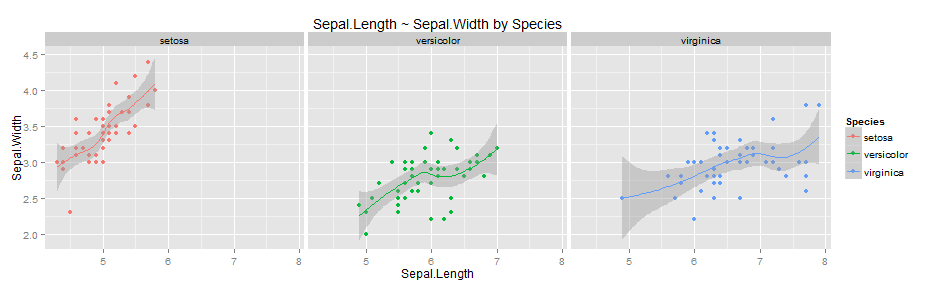 Sepal.Length ~ Sepal.Width by Species
setosa
versicolor
virginica
4.5
4.0
3.5
3.0
2.5
2.0
Sepal.Width
5
6
7
8
5
6
7
8
5
6
7
8
Sepal.Length
Species
setosa
versicolor
virginica